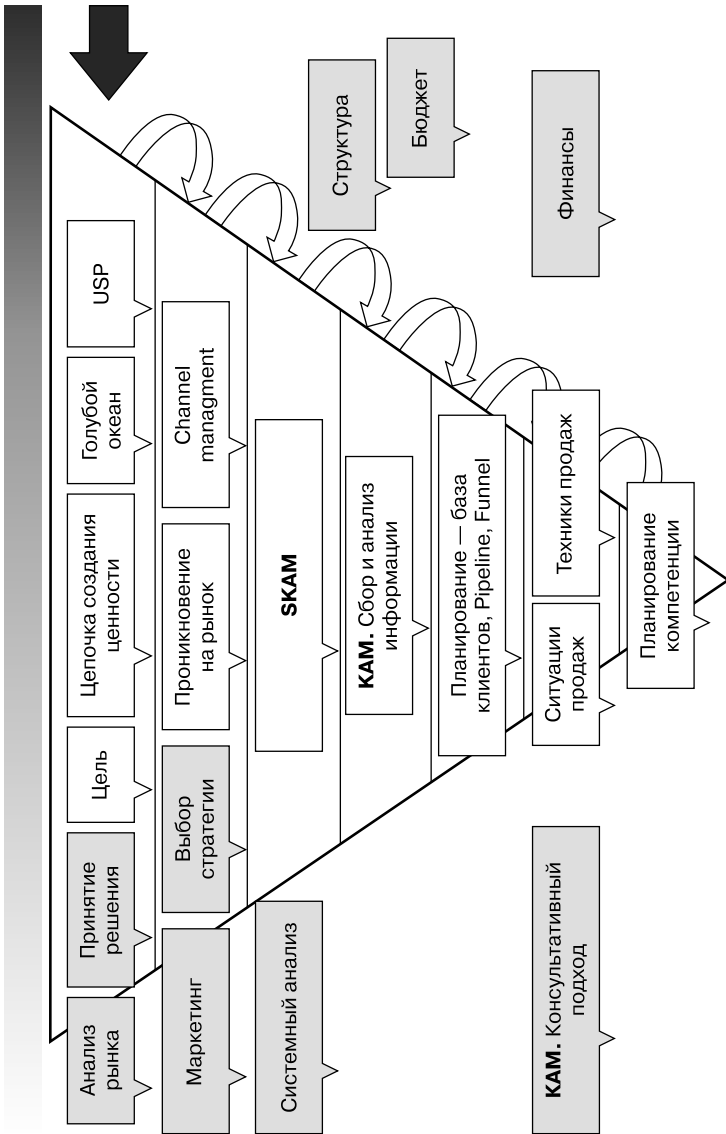 Анализ
рынка
Принятие
решения
Цель
Цепочка создания
ценности
Голубой
океан
USP
Маркетинг
Выбор
стратегии
Проникновение
на рынок
Channel
managment
Системный анализ
SKAM
Структура
KAM. Сбор и анализ
информации
Бюджет
Планирование — база
клиентов, Pipeline, Funnel
KAM. Консультативный
подход
Ситуации
продаж
Техники продаж
Финансы
Планирование
компетенции